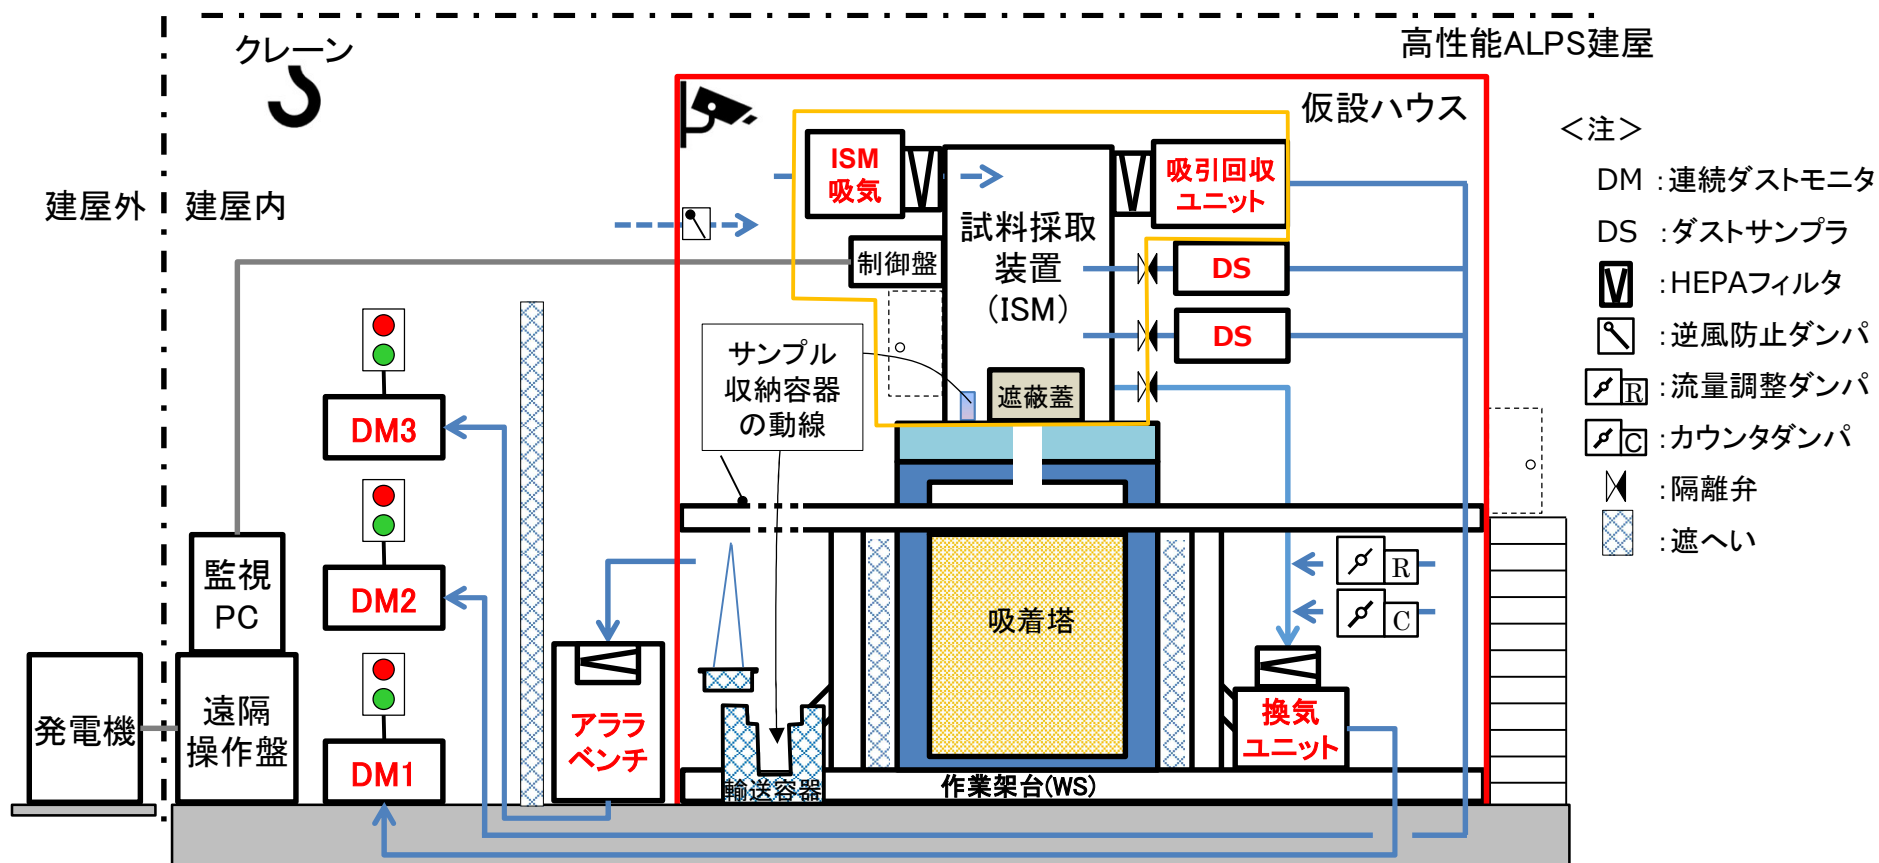 クレーン
高性能ALPS建屋
仮設ハウス
建屋外
建屋内
ISM
吸気
吸引回収
ユニット
試料採取
装置
(ISM)
制御盤
DS
DS
サンプル
収納容器
の動線
遮蔽蓋
DM3
DM2
DM1
監視
PC
遠隔
操作盤
発電機
アララ
ベンチ
輸送容器
吸着塔
作業架台(WS)
換気
ユニット
R
C
＜注＞
DM：連続ダストモニタ
DS：ダストサンプラ
：HEPAフィルタ
：逆風防止ダンパ
R：流量調整ダンパ
C：カウンタダンパ
：隔離弁
：遮へい